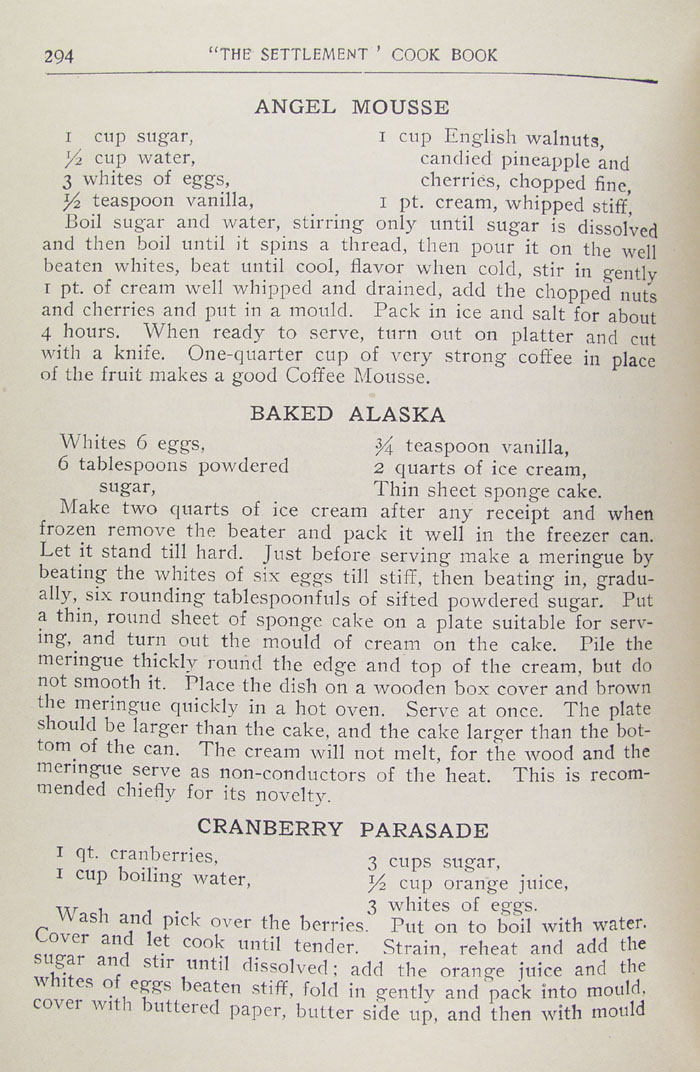 294 "THE SETTLEMENT' COOK BOOK
ANGEL MOUSSE
1 cup sugar,
½ cup water,
3 whites of eggs,
½ teaspoon vanilla,
1 cup English walnuts,
candied pineapple and
cherries, chopped fine,
1 pt. cream, whipped stiff,
Boil sugar and water, stirring only until sugar is dissolved
and then boil until it spins a thread, then pour it on the well
beaten whites, beat until cool, flavor when cold, stir in gently
1 pt. of cream well whipped and drained, add the chopped nuts
and cherries and put in a mould. Pack in ice and salt for about
4 hours. When ready to serve, turn out on platter and cut
with a knife. One-quarter cup of very strong coffee in place
of the fruit makes a good Coffee Mousse.
BAKED ALASKA
Whites 6 eggs,
6 tablespoons powdered
sugar,
¾ teaspoon vanilla,
2 quarts of ice cream,
Thin sheet sponge cake.
Make two quarts of ice cream after any receipt and when
frozen remove the beater and pack it well in the freezer can.
Let it stand till hard. Just before serving make a meringue by
beating the whites of six eggs till stiff, then beating in, gradu-
ally, six rounding tablespoonfuls of sifted powdered sugar. Put
a thin, round sheet of sponge cake on a plate suitable for serv-
ing, and turn out the mould of cream on the cake. Pile the
meringue thickly round the edge and top of the cream, but do
not smooth it. Place the dish on a wooden box cover and brown
the meringue quickly in a hot oven. Serve at once. The plate
should be larger than the cake, and the cake larger than the bot-
tom of the can. The cream will not melt, for the wood and the
meringue serve as non-conductors of the heat. This is recom-
mended chiefly for its novelty.
CRANBERRY PARASADE
1 qt. cranberries,
1 cup boiling water,
3 cups sugar,
½ cup orange juice,
3 whites of eggs.
Wash and pick over the berries. Put on to boil with water.
Cover and let cook until tender. Strain, reheat and add the
sugar and stir until dissolved; add the orange juice and the
whites of eggs beaten stiff, fold in gently and pack into mould,
cover with buttered paper, butter side up, and then with mould